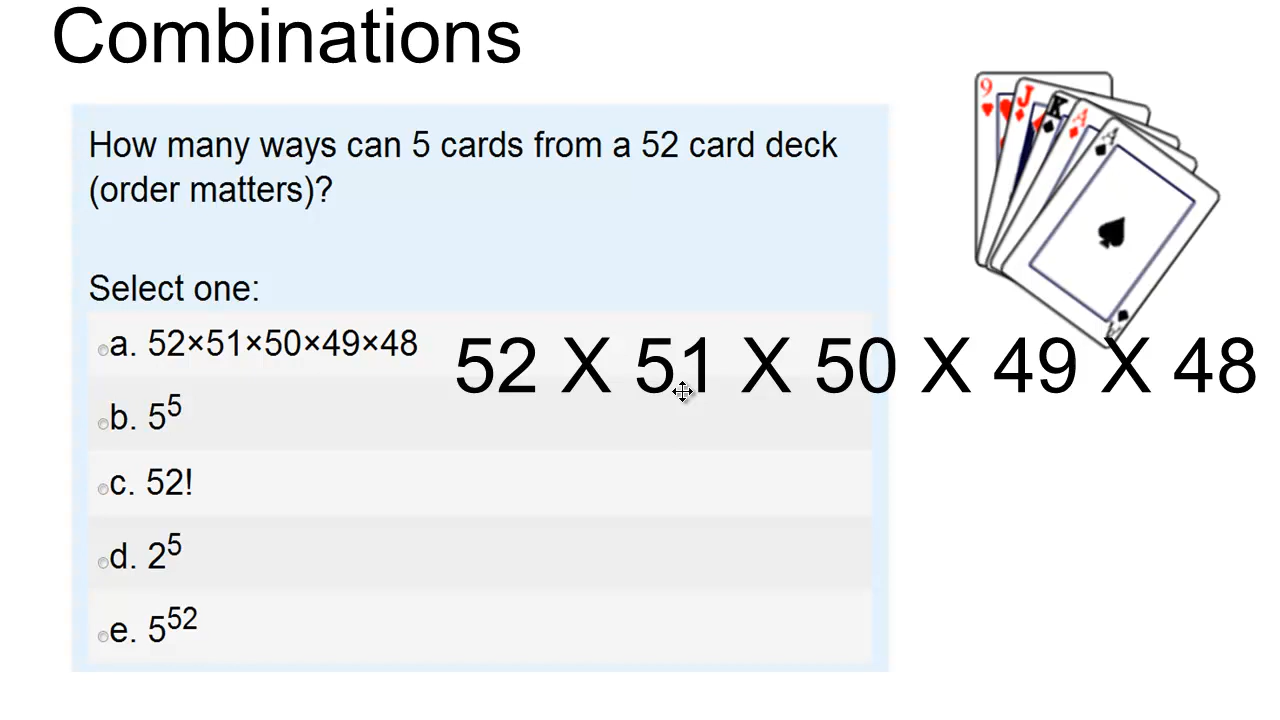 Combinations
How many ways can 5 cards from a 52 card deck
(order matters)?
Select one:
a. 52×51×50×49×48
52 X 51 X 50 X 49 X 48
b. 5⁵
c. 52!
d. 2⁵
e. 5⁵²
9
J
K
A
A